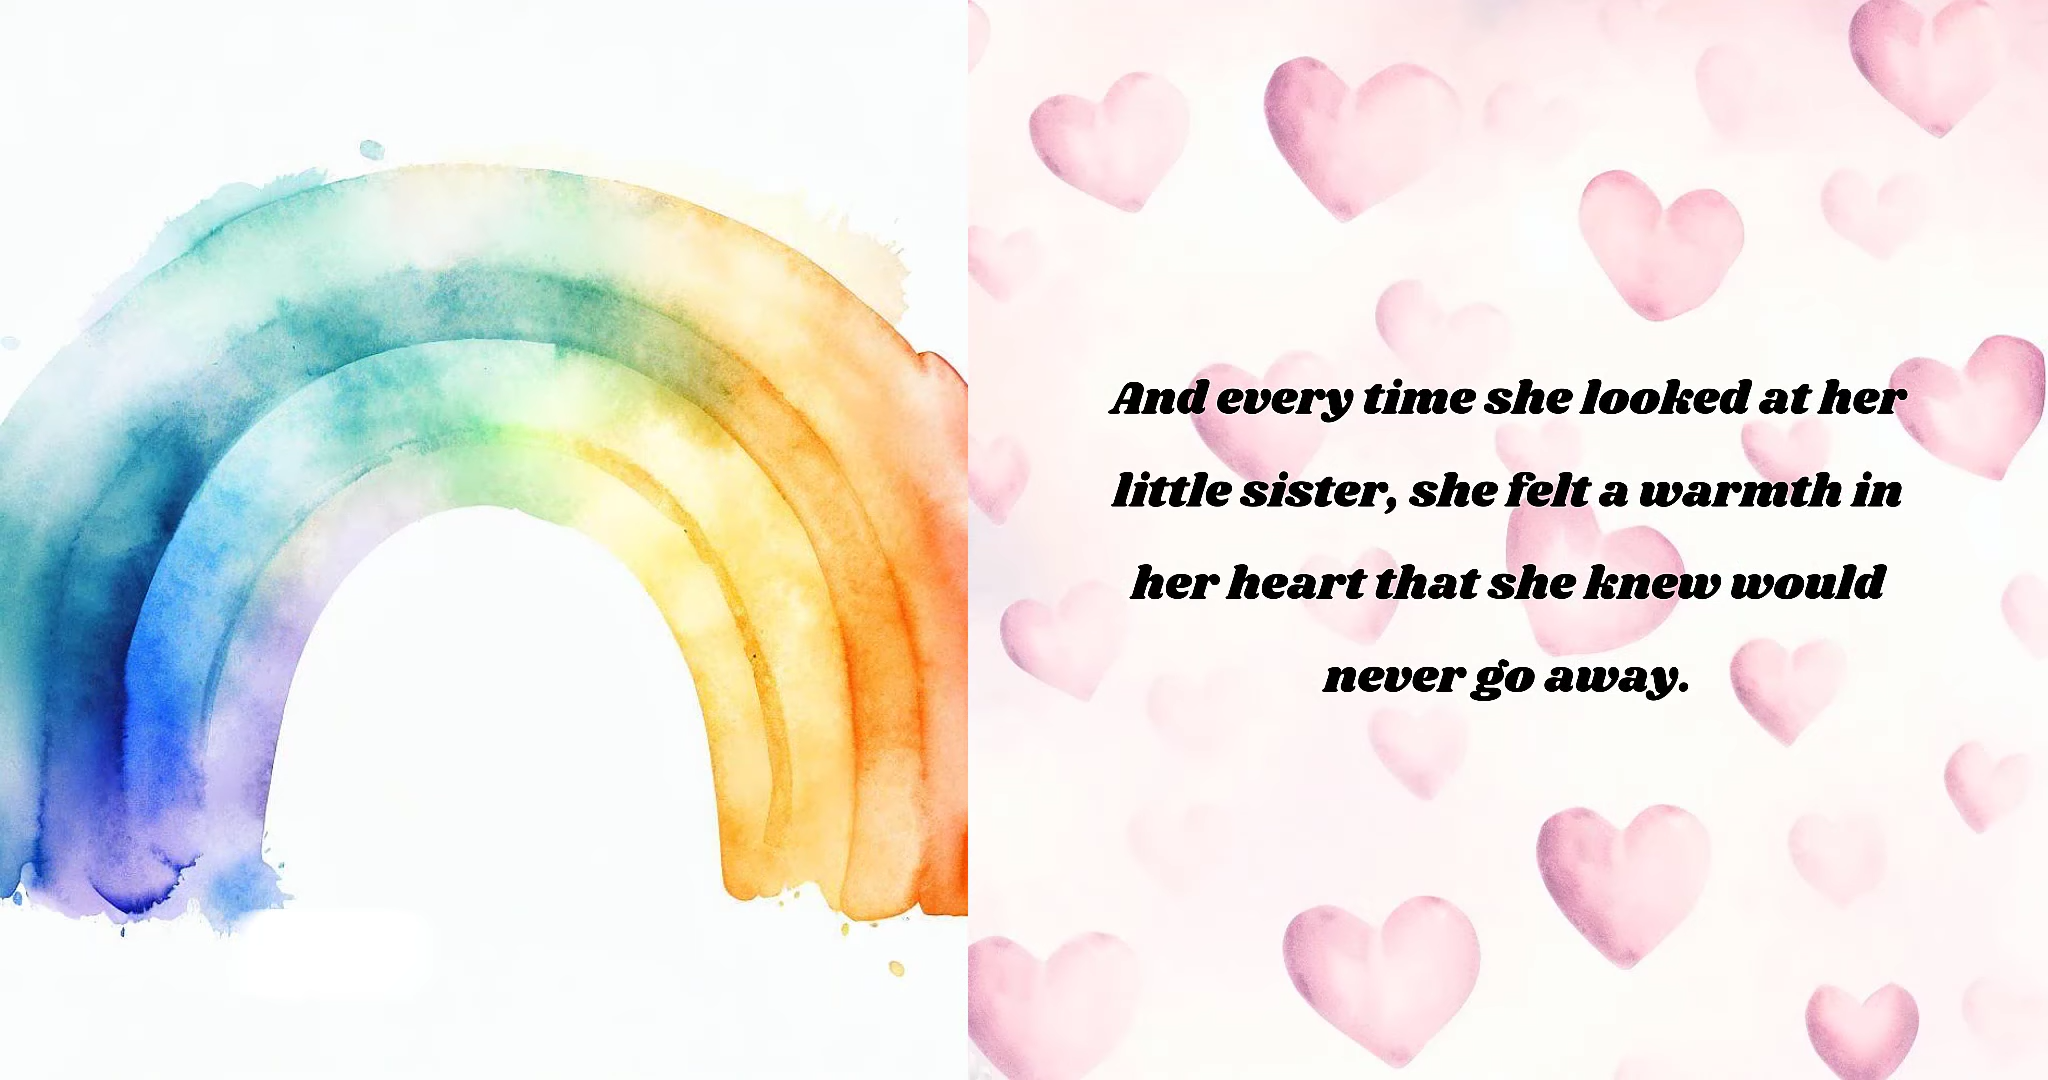 And every time she looked at her
little sister, she felt a warmth in
her heart that she knew would
never go away.